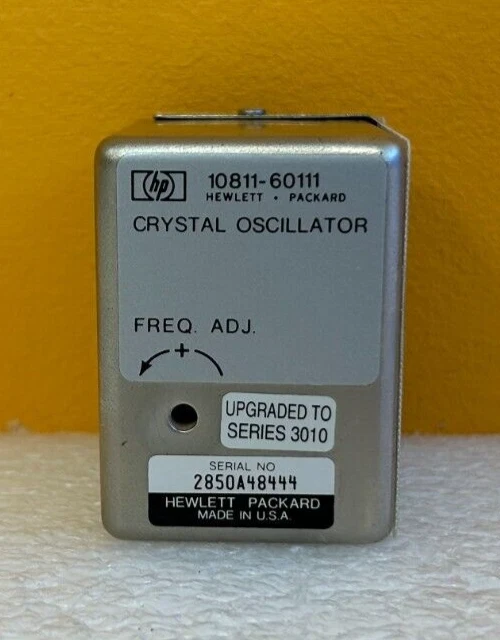 hp 10811-60111
HEWLETT • PACKARD
CRYSTAL OSCILLATOR
FREQ. ADJ.
+
UPGRADED TO
SERIES 3010
SERIAL NO
2850A48444
HEWLETT PACKARD
MADE IN U.S.A.